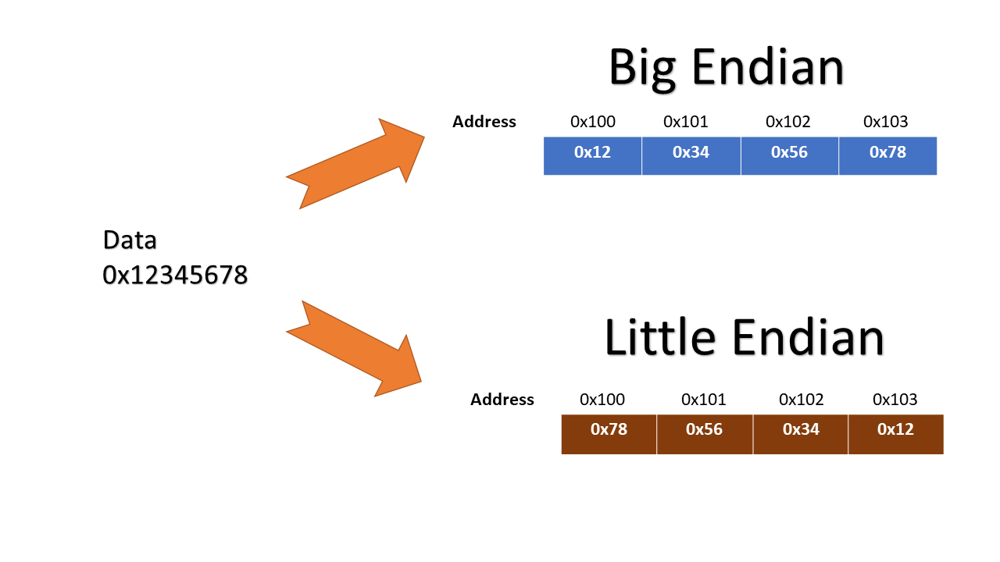 Big Endian
Address 0x100 0x101 0x102 0x103
0x12 0x34 0x56 0x78
Data
0x12345678
Little Endian
Address 0x100 0x101 0x102 0x103
0x78 0x56 0x34 0x12